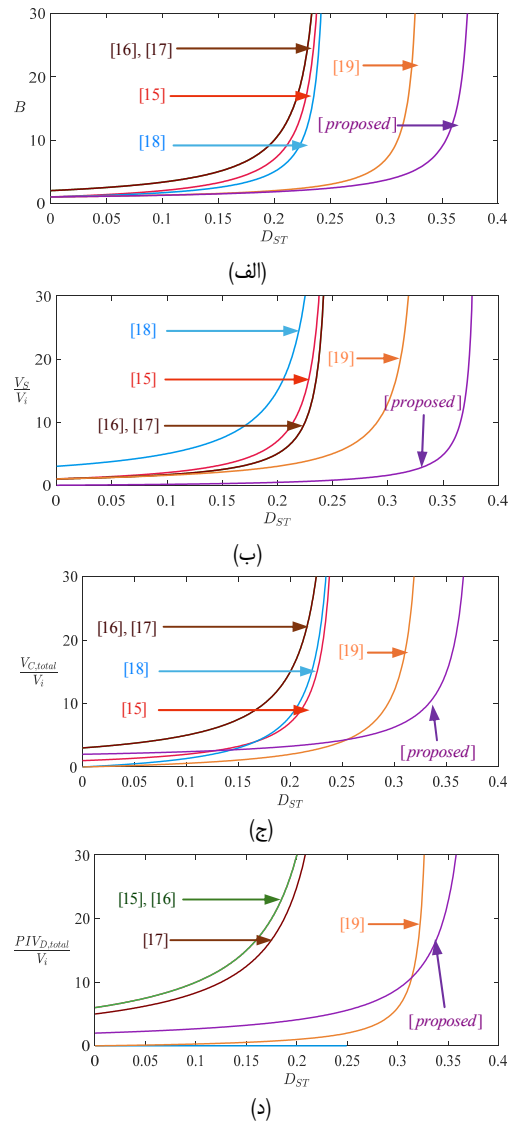 30
[16], [17]
20
[19]
[15]
B
[proposed]
10
[18]
0
0 0.05 0.1 0.15 0.2 0.25 0.3 0.35 0.4
D_ST
(الف)
30
[18]
20
[19]
[15]
V_S/V_i
[proposed]
10
[16], [17]
0
0 0.05 0.1 0.15 0.2 0.25 0.3 0.35 0.4
D_ST
(ب)
30
[16], [17]
20
[19]
[18]
V_C,total/V_i
10
[15]
[proposed]
0
0 0.05 0.1 0.15 0.2 0.25 0.3 0.35 0.4
D_ST
(ج)
30
[15], [16]
20
[19]
[17]
PIV_D,total/V_i
10
[proposed]
0
0 0.05 0.1 0.15 0.2 0.25 0.3 0.35 0.4
D_ST
(د)